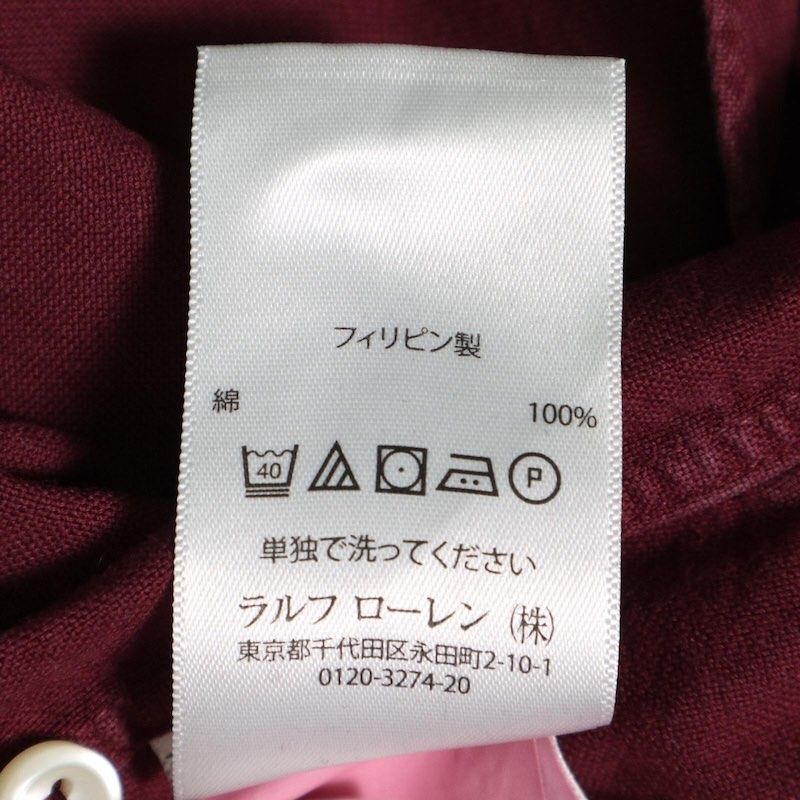 フィリピン製
綿 100%
40 P
単独で洗ってください
ラルフ ローレン (株)
東京都千代田区永田町2-10-1
0120-3274-20